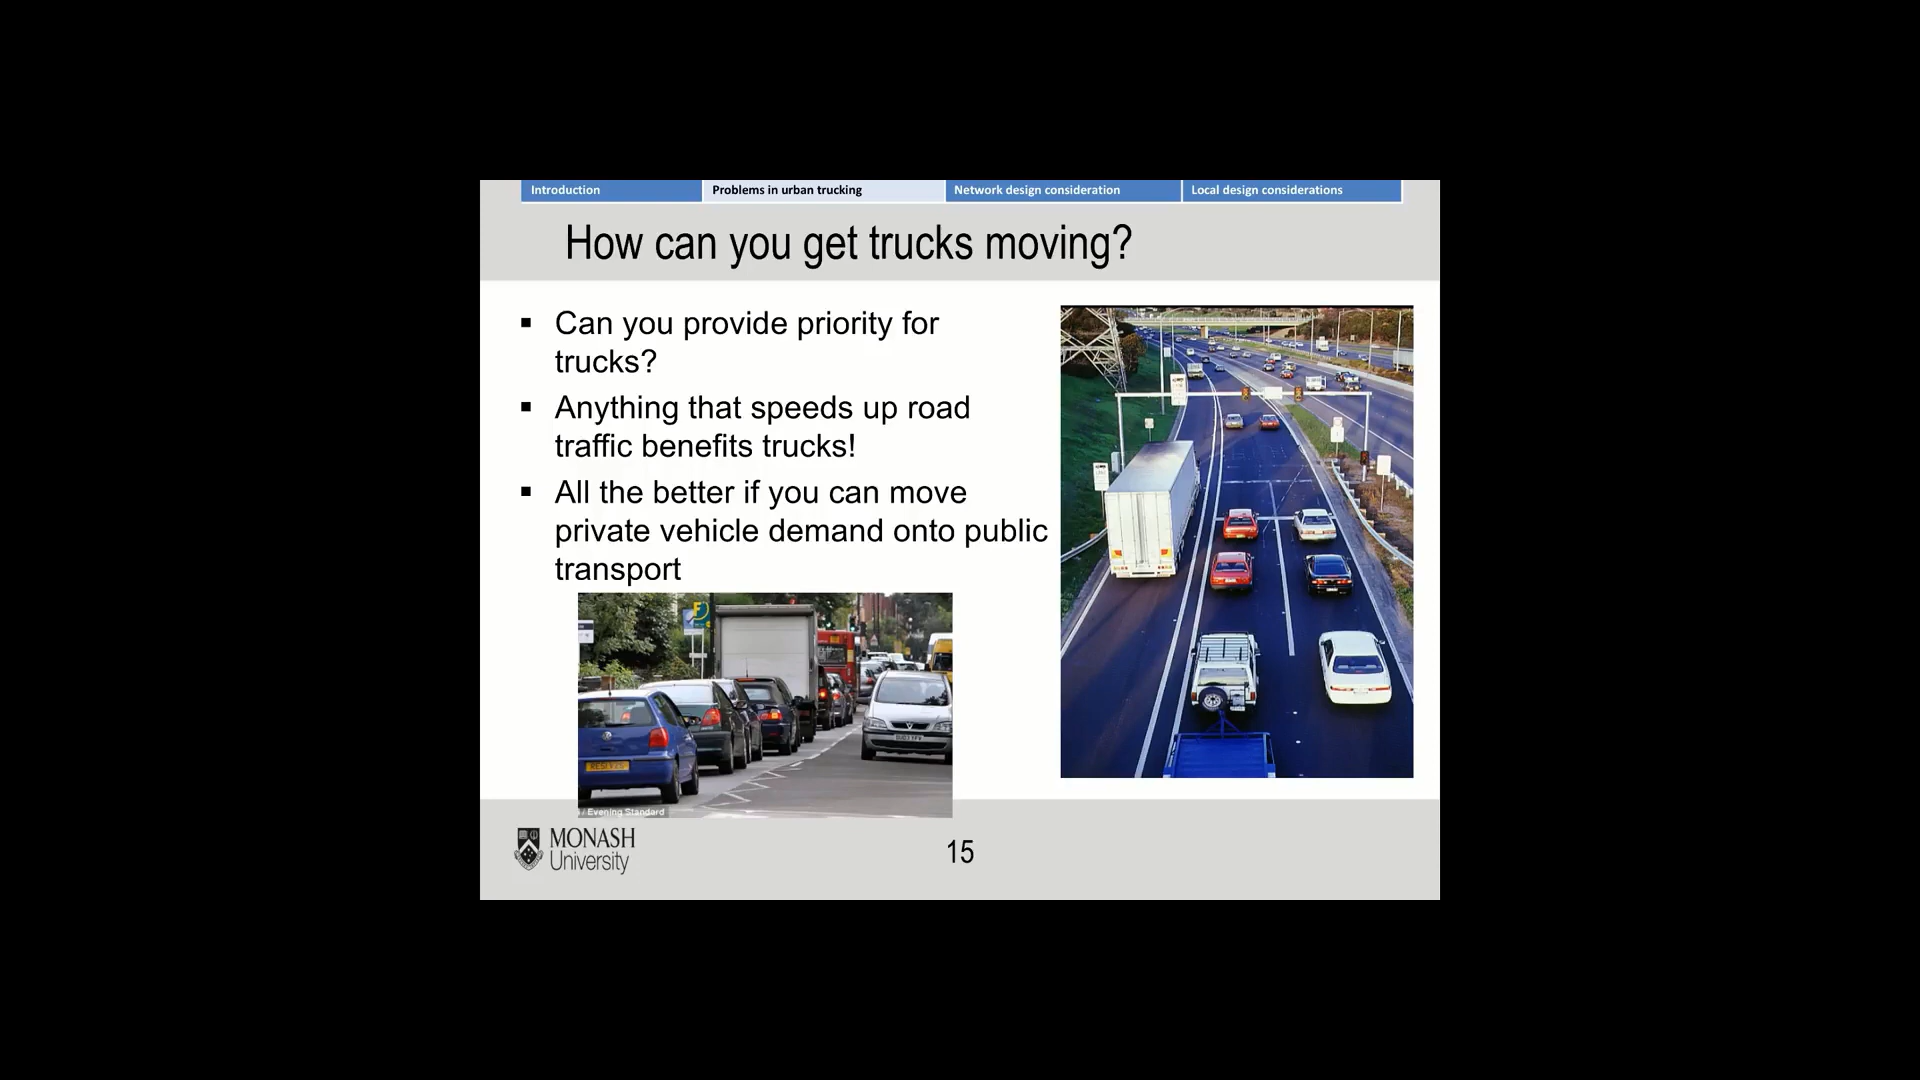 Introduction
Problems in urban trucking
Network design consideration
Local design considerations
How can you get trucks moving?
▪ Can you provide priority for
trucks?
▪ Anything that speeds up road
traffic benefits trucks!
▪ All the better if you can move
private vehicle demand onto public
transport
F
/ Evening Standard
MONASH
University
15